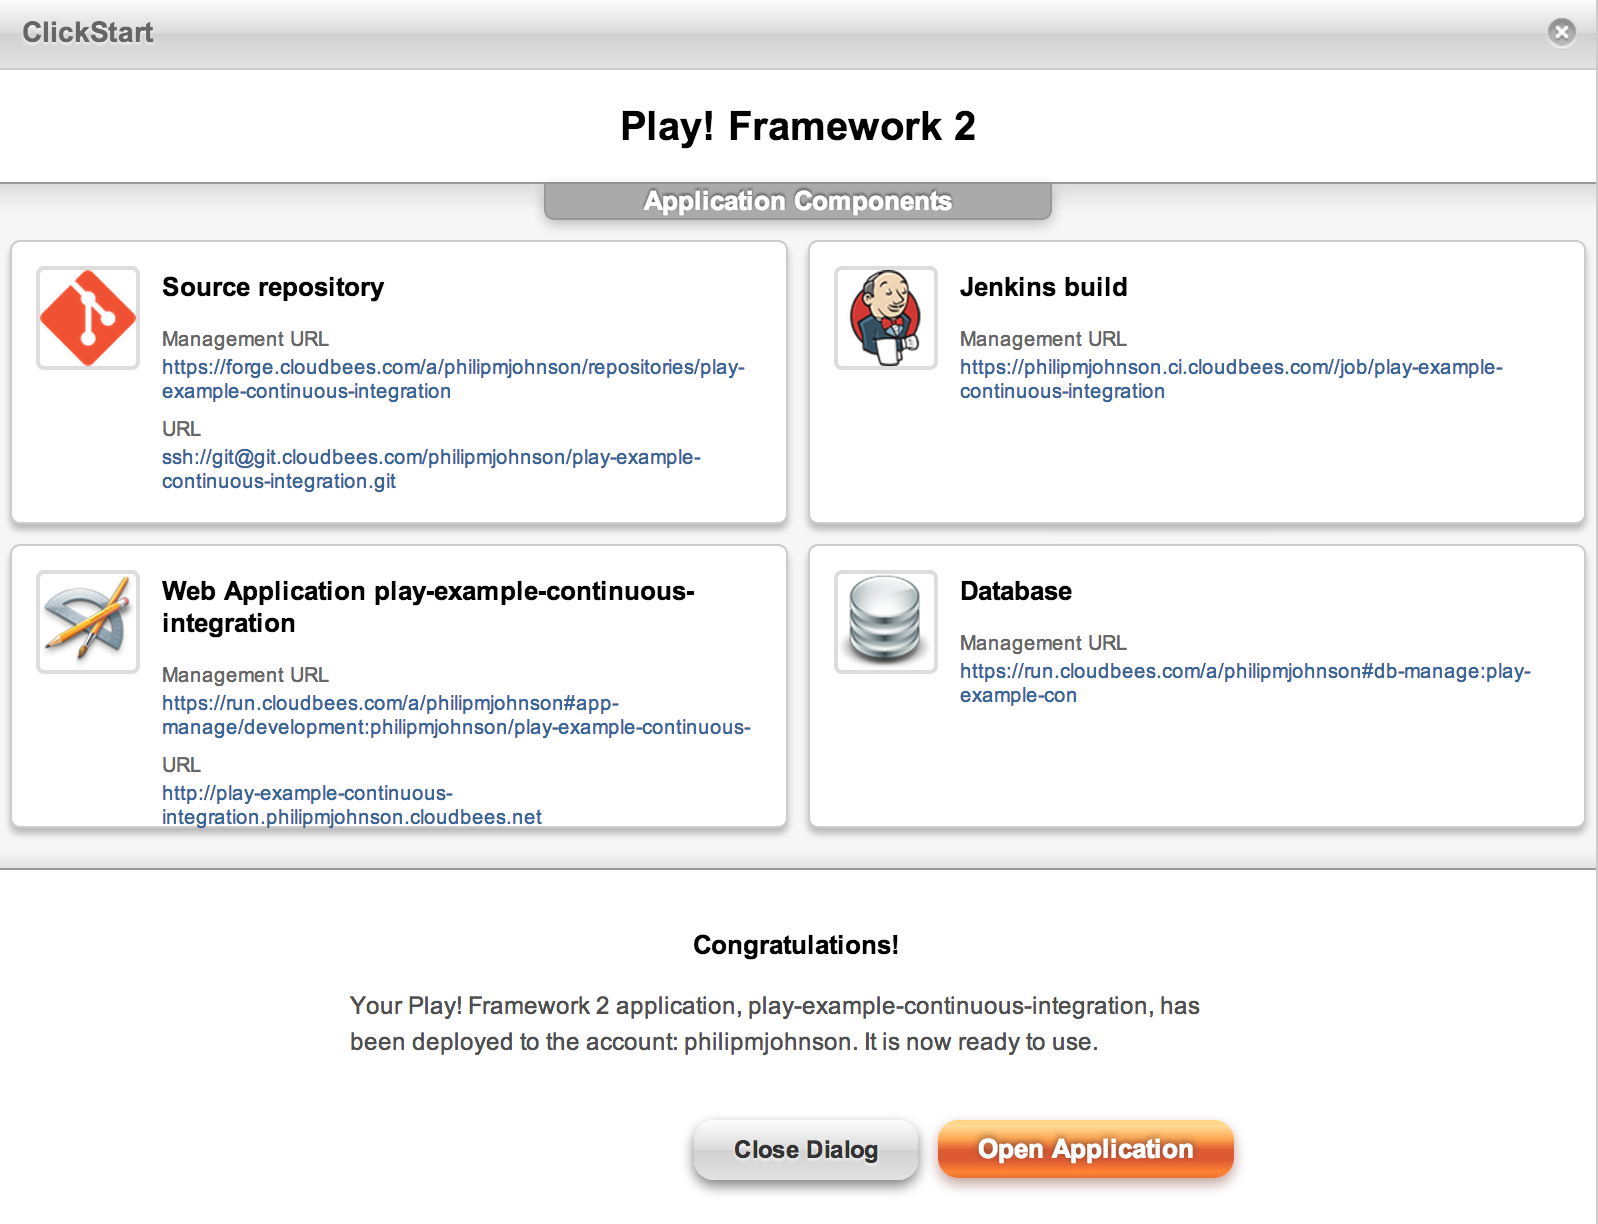 ClickStart
Play! Framework 2
Application Components
Source repository
Management URL
https://forge.cloudbees.com/a/philipmjohnson/repositories/play-
example-continuous-integration
URL
ssh://git@git.cloudbees.com/philipmjohnson/play-example-
continuous-integration.git
Jenkins build
Management URL
https://philipmjohnson.ci.cloudbees.com//job/play-example-
continuous-integration
Web Application play-example-continuous-
integration
Management URL
https://run.cloudbees.com/a/philipmjohnson#app-
manage/development:philipmjohnson/play-example-continuous-
URL
http://play-example-continuous-
integration.philipmjohnson.cloudbees.net
Database
Management URL
https://run.cloudbees.com/a/philipmjohnson#db-manage:play-
example-con
Congratulations!
Your Play! Framework 2 application, play-example-continuous-integration, has
been deployed to the account: philipmjohnson. It is now ready to use.
Close Dialog
Open Application